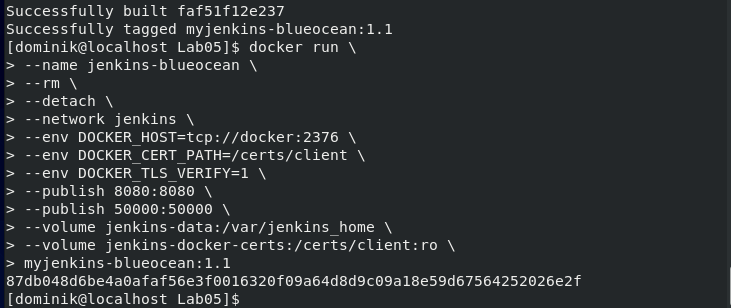 Successfully built faf51f12e237
Successfully tagged myjenkins-blueocean:1.1
[dominik@localhost Lab05]$ docker run \
> --name jenkins-blueocean \
> --rm \
> --detach \
> --network jenkins \
> --env DOCKER_HOST=tcp://docker:2376 \
> --env DOCKER_CERT_PATH=/certs/client \
> --env DOCKER_TLS_VERIFY=1 \
> --publish 8080:8080 \
> --publish 50000:50000 \
> --volume jenkins-data:/var/jenkins_home \
> --volume jenkins-docker-certs:/certs/client:ro \
> myjenkins-blueocean:1.1
87db048d6be4a0afaf56e3f0016320f09a64d8d9c09a18e59d67564252026e2f
[dominik@localhost Lab05]$